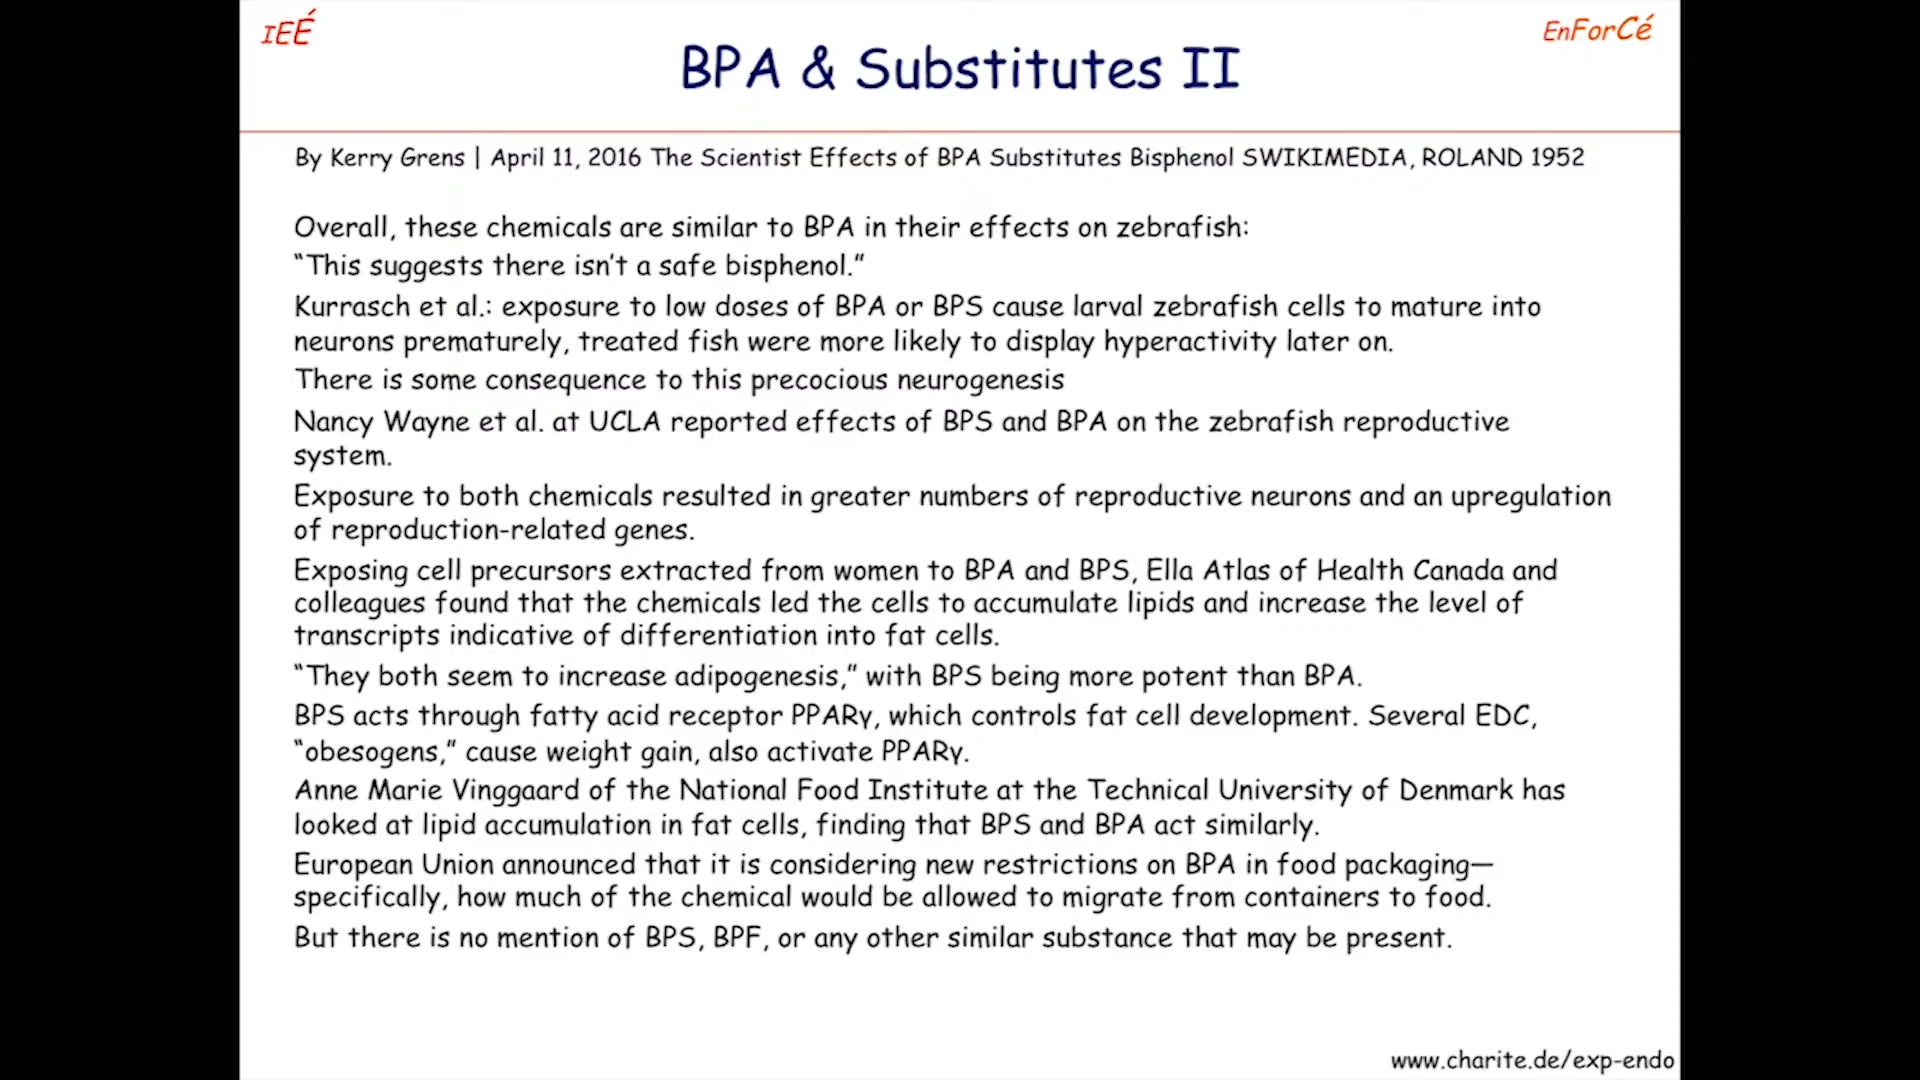 IEÉ
EnForCé
BPA & Substitutes II
By Kerry Grens | April 11, 2016 The Scientist Effects of BPA Substitutes Bisphenol SWIKIMEDIA, ROLAND 1952
Overall, these chemicals are similar to BPA in their effects on zebrafish:
“This suggests there isn’t a safe bisphenol.”
Kurrasch et al.: exposure to low doses of BPA or BPS cause larval zebrafish cells to mature into
neurons prematurely, treated fish were more likely to display hyperactivity later on.
There is some consequence to this precocious neurogenesis
Nancy Wayne et al. at UCLA reported effects of BPS and BPA on the zebrafish reproductive
system.
Exposure to both chemicals resulted in greater numbers of reproductive neurons and an upregulation
of reproduction-related genes.
Exposing cell precursors extracted from women to BPA and BPS, Ella Atlas of Health Canada and
colleagues found that the chemicals led the cells to accumulate lipids and increase the level of
transcripts indicative of differentiation into fat cells.
“They both seem to increase adipogenesis,” with BPS being more potent than BPA.
BPS acts through fatty acid receptor PPARγ, which controls fat cell development. Several EDC,
“obesogens,” cause weight gain, also activate PPARγ.
Anne Marie Vinggaard of the National Food Institute at the Technical University of Denmark has
looked at lipid accumulation in fat cells, finding that BPS and BPA act similarly.
European Union announced that it is considering new restrictions on BPA in food packaging—
specifically, how much of the chemical would be allowed to migrate from containers to food.
But there is no mention of BPS, BPF, or any other similar substance that may be present.
www.charite.de/exp-endo